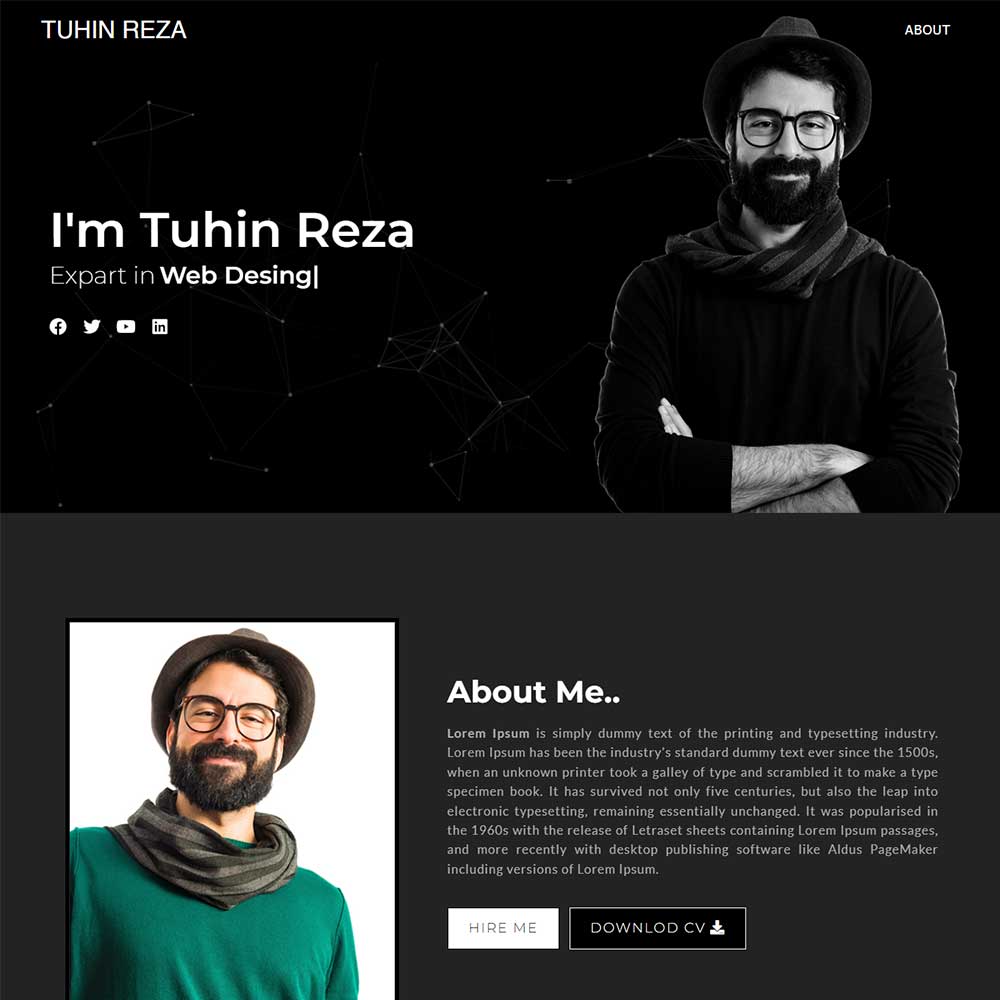 TUHIN REZA
ABOUT
I'm Tuhin Reza
Expart in Web Desing|
About Me..
Lorem Ipsum is simply dummy text of the printing and typesetting industry.
Lorem Ipsum has been the industry's standard dummy text ever since the 1500s,
when an unknown printer took a galley of type and scrambled it to make a type
specimen book. It has survived not only five centuries, but also the leap into
electronic typesetting, remaining essentially unchanged. It was popularised in
the 1960s with the release of Letraset sheets containing Lorem Ipsum passages,
and more recently with desktop publishing software like Aldus PageMaker
including versions of Lorem Ipsum.
HIRE ME
DOWNLOD CV